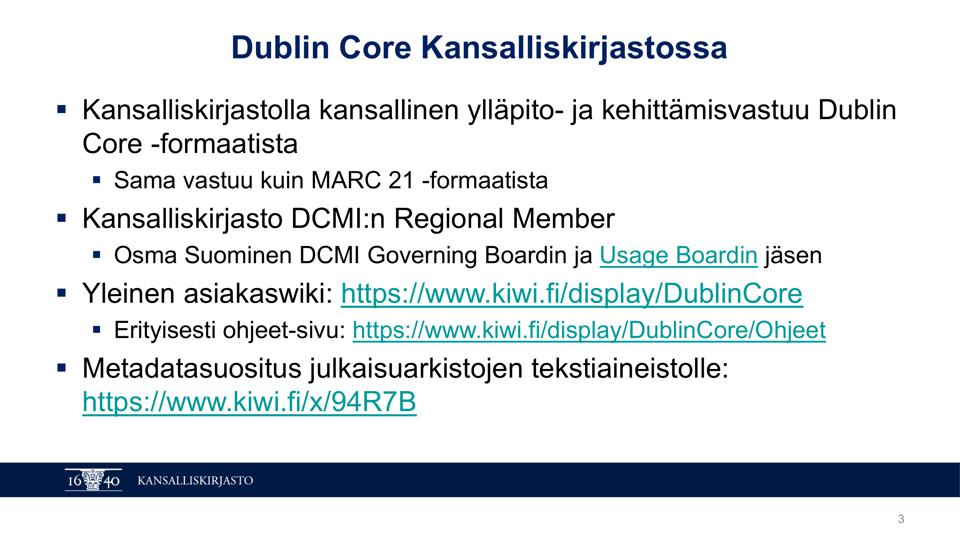 Dublin Core Kansalliskirjastossa
▪ Kansalliskirjastolla kansallinen ylläpito- ja kehittämisvastuu Dublin
Core -formaatista
▪ Sama vastuu kuin MARC 21 -formaatista
▪ Kansalliskirjasto DCMI:n Regional Member
▪ Osma Suominen DCMI Governing Boardin ja Usage Boardin jäsen
▪ Yleinen asiakaswiki: https://www.kiwi.fi/display/DublinCore
▪ Erityisesti ohjeet-sivu: https://www.kiwi.fi/display/DublinCore/Ohjeet
▪ Metadatasuositus julkaisuarkistojen tekstiaineistolle:
https://www.kiwi.fi/x/94R7B
16 40 KANSALLISKIRJASTO
3